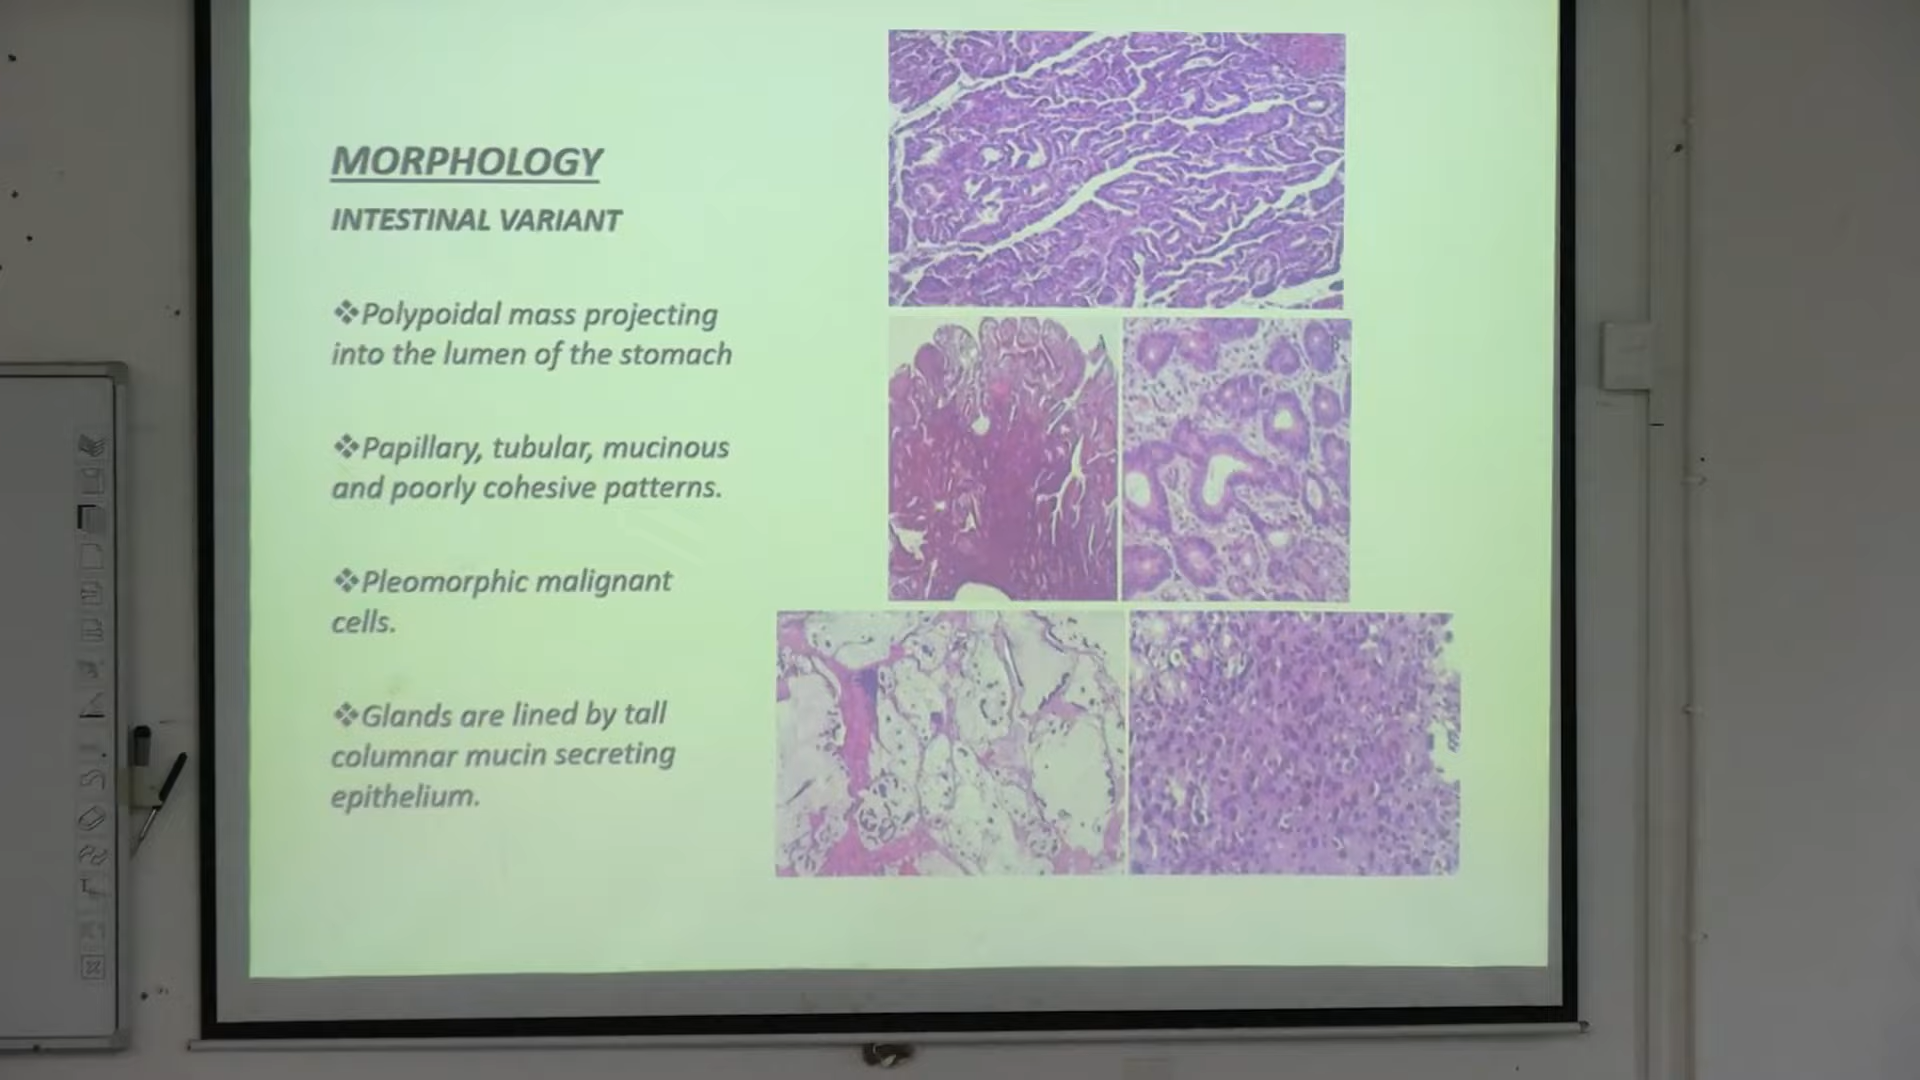 MORPHOLOGY
INTESTINAL VARIANT
❖Polypoidal mass projecting
into the lumen of the stomach
❖Papillary, tubular, mucinous
and poorly cohesive patterns.
❖Pleomorphic malignant
cells.
❖Glands are lined by tall
columnar mucin secreting
epithelium.